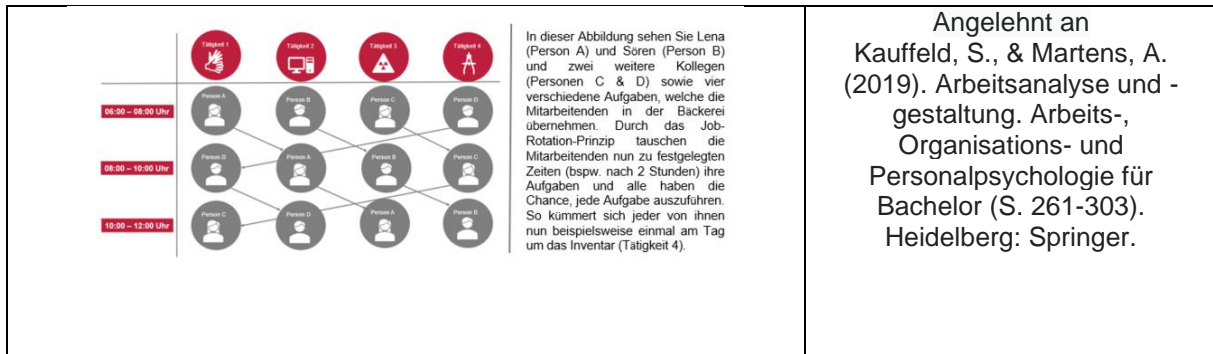 Tätigkeit 1
Tätigkeit 2
Tätigkeit 3
Tätigkeit 4
06:00 – 08:00 Uhr
Person A
Person B
Person C
Person D
08:00 – 10:00 Uhr
Person D
Person A
Person B
Person C
10:00 – 12:00 Uhr
Person C
Person D
Person A
Person B
In dieser Abbildung sehen Sie Lena
(Person A) und Sören (Person B)
und zwei weitere Kollegen
(Personen C & D) sowie vier
verschiedene Aufgaben, welche die
Mitarbeitenden in der Bäckerei
übernehmen. Durch das Job-
Rotation-Prinzip tauschen die
Mitarbeitenden nun zu festgelegten
Zeiten (bspw. nach 2 Stunden) ihre
Aufgaben und alle haben die
Chance, jede Aufgabe auszuführen.
So kümmert sich jeder von ihnen
nun beispielsweise einmal am Tag
um das Inventar (Tätigkeit 4).
Angelehnt an
Kauffeld, S., & Martens, A.
(2019). Arbeitsanalyse und -
gestaltung. Arbeits-,
Organisations- und
Personalpsychologie für
Bachelor (S. 261-303).
Heidelberg: Springer.